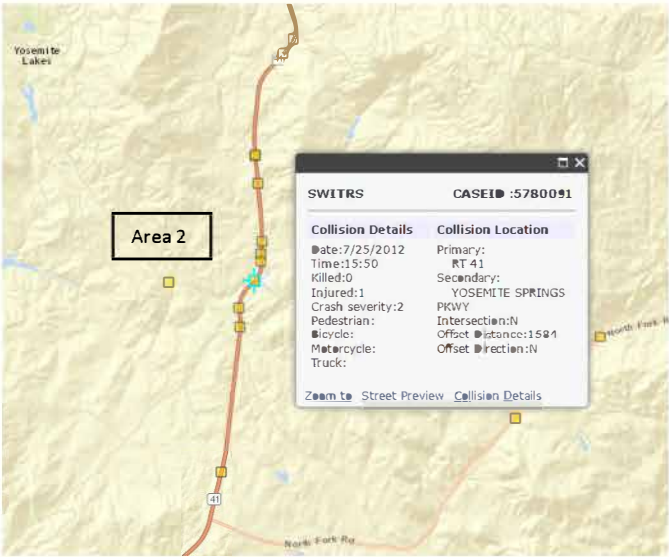 Yosemite
Lakes
Area 2
SWITRS CASEID :5780091
Collision Details Collision Location
Date:7/25/2012 Primary:
Time:15:50 RT 41
Killed:0 Secondary:
Injured:1 YOSEMITE SPRINGS
Crash severity:2 PKWY
Pedestrian: Intersection:N
Bicycle: Offset Distance:1584
Motorcycle: Offset Direction:N
Truck:
Zoom to Street Preview Collision Details
North Fork R
41
North Fork Rd